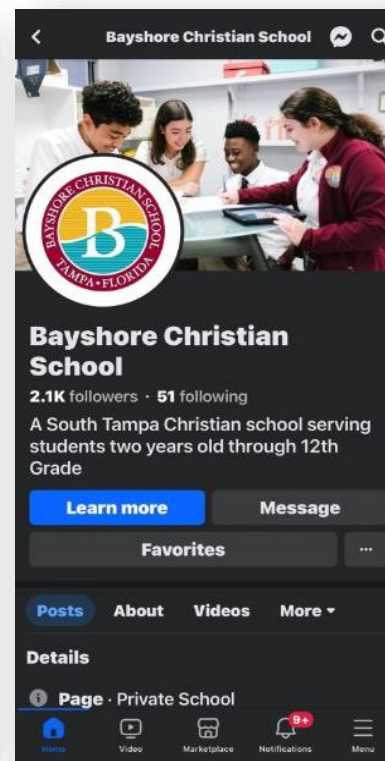 Bayshore Christian School
BAYSHORE CHRISTIAN SCHOOL
B
TAMPA • FLORIDA
Bayshore Christian
School
2.1K followers · 51 following
A South Tampa Christian school serving
students two years old through 12th
Grade
Learn more
Message
Favorites
...
Posts About Videos More
Details
Page · Private School
9+
Home Video Marketplace Notifications Menu